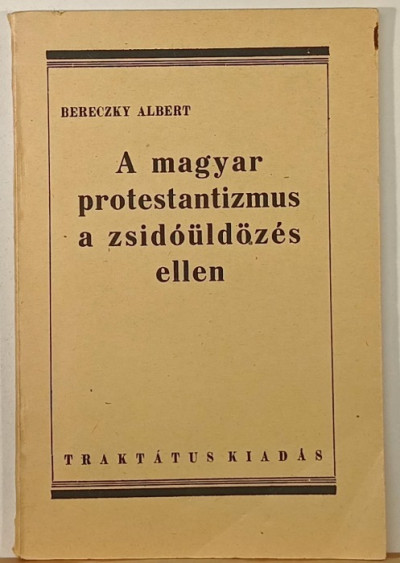 BERECZKY ALBERT
A magyar
protestantizmus
a zsidóüldözés
ellen
TRAKTÁTUS KIADÁS